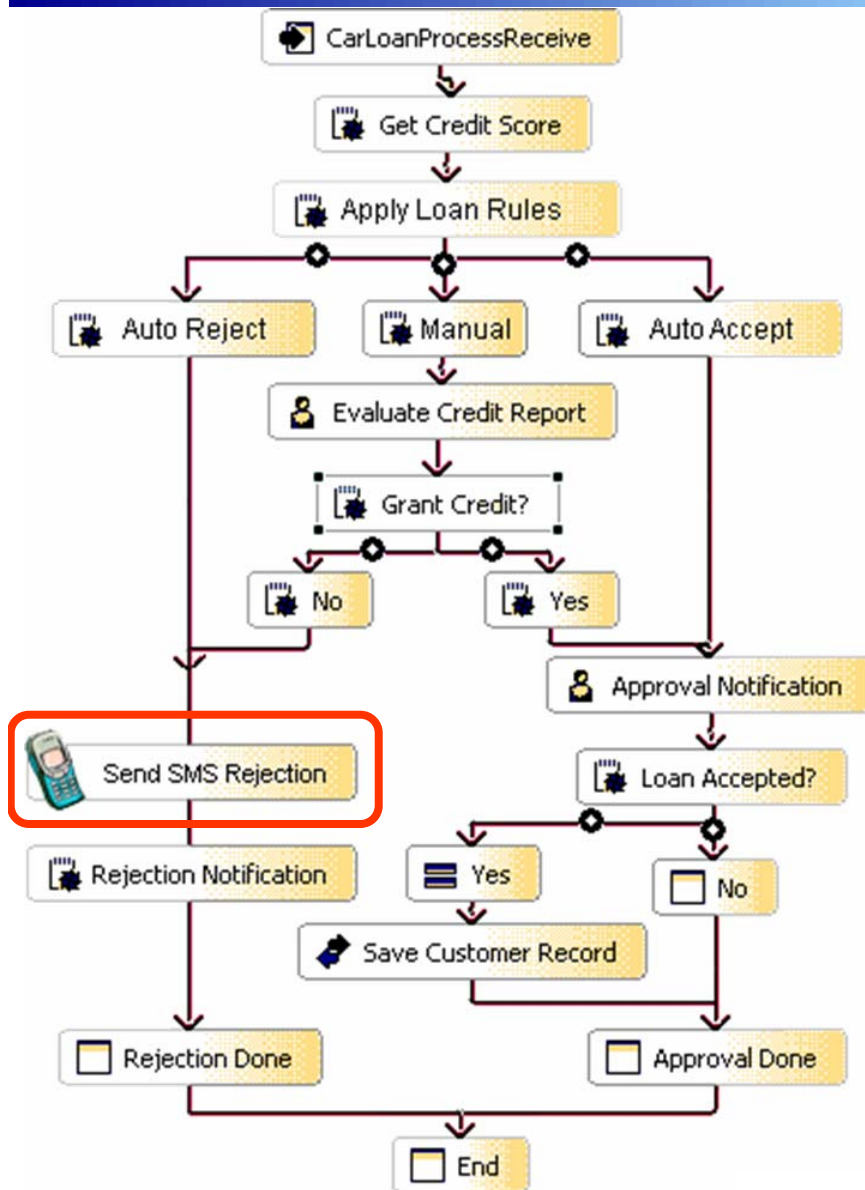 CarLoanProcessReceive
Get Credit Score
Apply Loan Rules
Auto Reject
Manual
Auto Accept
Evaluate Credit Report
Grant Credit?
No
Yes
Approval Notification
Send SMS Rejection
Loan Accepted?
Rejection Notification
Yes
No
Save Customer Record
Rejection Done
Approval Done
End